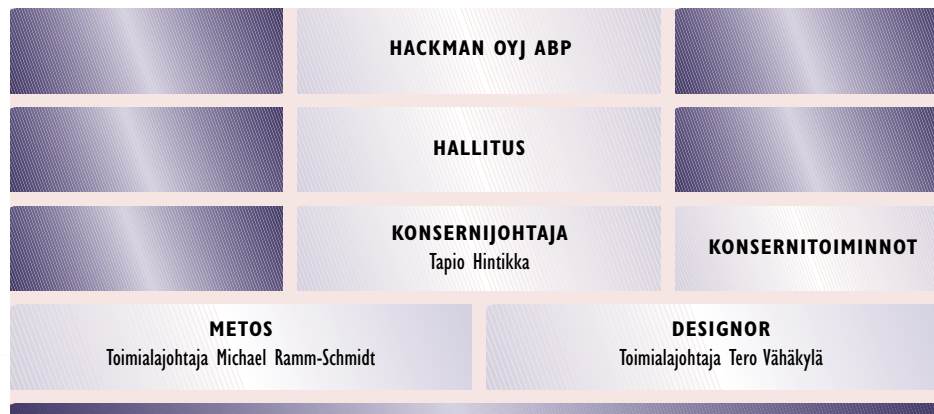 HACKMAN OYJ ABP
HALLITUS
KONSERNIJOHTAJA
Tapio Hintikka
KONSERNITOIMINNOT
METOS
Toimialajohtaja Michael Ramm-Schmidt
DESIGNOR
Toimialajohtaja Tero Vähäkylä